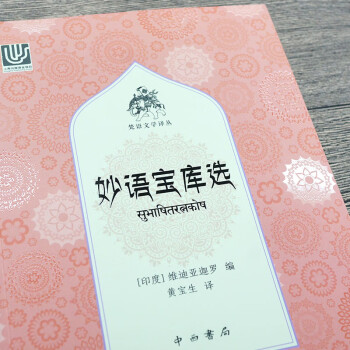 梵语文学译丛
妙语宝库选
सुभाषितरत्नकोष
[印度] 维迪亚迦罗 编
黄宝生 译
中西书局